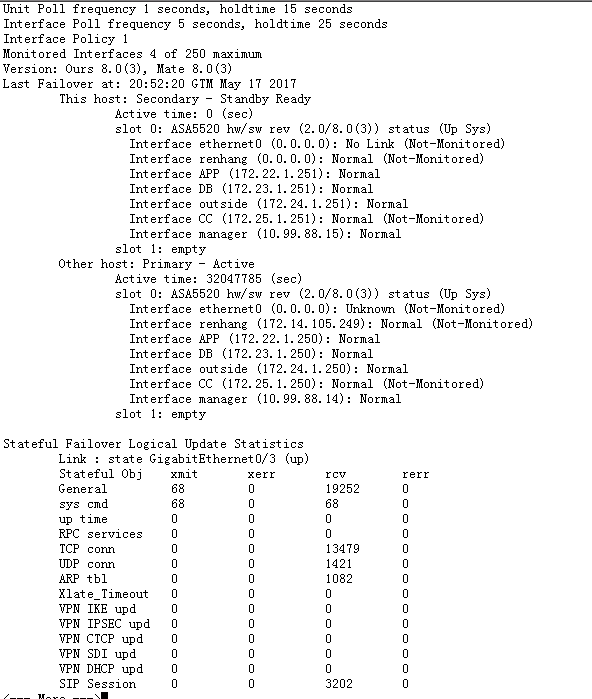 Unit Poll frequency 1 seconds, holdtime 15 seconds
Interface Poll frequency 5 seconds, holdtime 25 seconds
Interface Policy 1
Monitored Interfaces 4 of 250 maximum
Version: Ours 8.0(3), Mate 8.0(3)
Last Failover at: 20:52:20 GTM May 17 2017
This host: Secondary - Standby Ready
Active time: 0 (sec)
slot 0: ASA5520 hw/sw rev (2.0/8.0(3)) status (Up Sys)
Interface ethernet0 (0.0.0.0): No Link (Not-Monitored)
Interface renhang (0.0.0.0): Normal (Not-Monitored)
Interface APP (172.22.1.251): Normal
Interface DB (172.23.1.251): Normal
Interface outside (172.24.1.251): Normal
Interface CC (172.25.1.251): Normal (Not-Monitored)
Interface manager (10.99.88.15): Normal
slot 1: empty
Other host: Primary - Active
Active time: 32047785 (sec)
slot 0: ASA5520 hw/sw rev (2.0/8.0(3)) status (Up Sys)
Interface ethernet0 (0.0.0.0): Unknown (Not-Monitored)
Interface renhang (172.14.105.249): Normal (Not-Monitored)
Interface APP (172.22.1.250): Normal
Interface DB (172.23.1.250): Normal
Interface outside (172.24.1.250): Normal
Interface CC (172.25.1.250): Normal (Not-Monitored)
Interface manager (10.99.88.14): Normal
slot 1: empty
Stateful Failover Logical Update Statistics
Link : state GigabitEthernet0/3 (up)
Stateful Obj xmit xerr rcv rerr
General 68 0 19252 0
sys cmd 68 0 68 0
up time 0 0 0 0
RPC services 0 0 0 0
TCP conn 0 0 13479 0
UDP conn 0 0 1421 0
ARP tbl 0 0 1082 0
Xlate_Timeout 0 0 0 0
VPN IKE upd 0 0 0 0
VPN IPSEC upd 0 0 0 0
VPN CTCP upd 0 0 0 0
VPN SDI upd 0 0 0 0
VPN DHCP upd 0 0 0 0
SIP Session 0 0 3202 0
<--- More --->